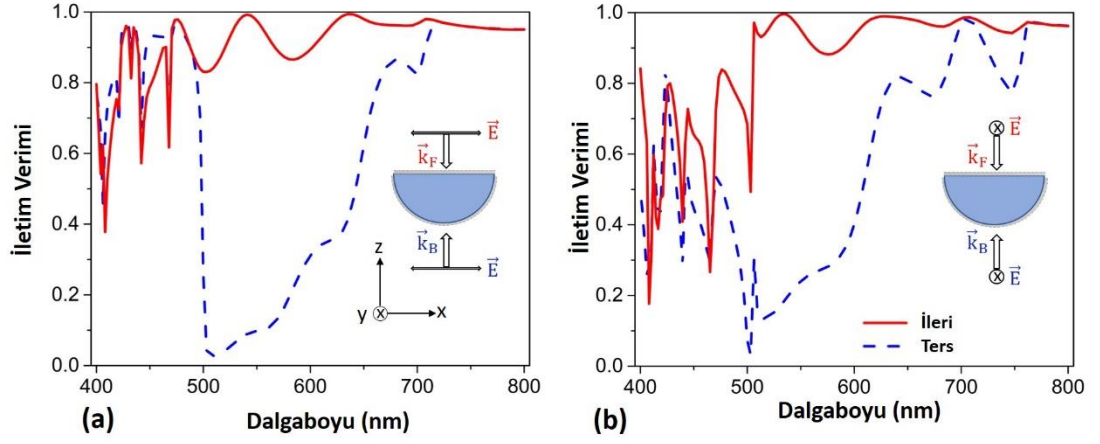 İletim Verimi
1.0
0.8
0.6
0.4
0.2
0.0
400
500
600
700
800
Dalgaboyu (nm)
(a)
E
k_F
k_B
E
z
y
x
İletim Verimi
1.0
0.8
0.6
0.4
0.2
0.0
400
500
600
700
800
Dalgaboyu (nm)
(b)
E
k_F
k_B
E
İleri
Ters